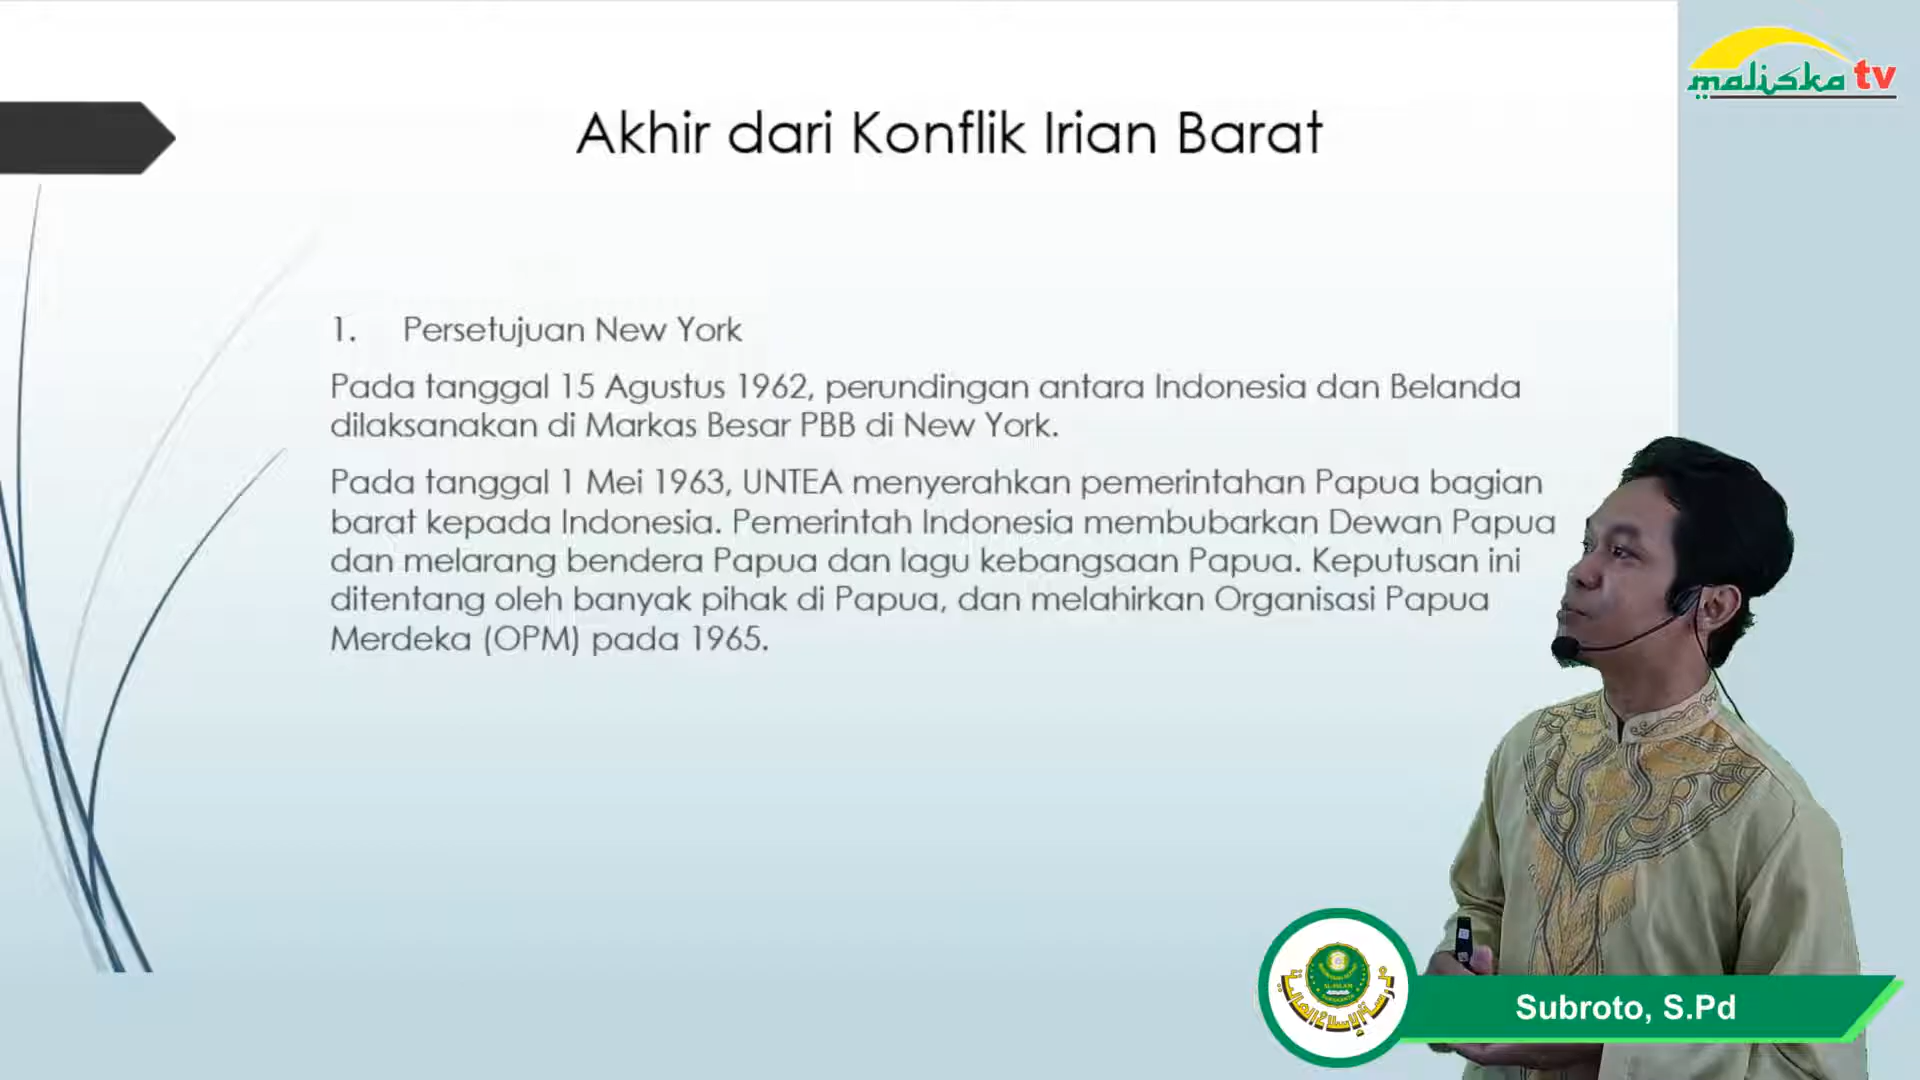 maliska tv
Akhir dari Konflik Irian Barat
1. Persetujuan New York
Pada tanggal 15 Agustus 1962, perundingan antara Indonesia dan Belanda
dilaksanakan di Markas Besar PBB di New York.
Pada tanggal 1 Mei 1963, UNTEA menyerahkan pemerintahan Papua bagian
barat kepada Indonesia. Pemerintah Indonesia membubarkan Dewan Papua
dan melarang bendera Papua dan lagu kebangsaan Papua. Keputusan ini
ditentang oleh banyak pihak di Papua, dan melahirkan Organisasi Papua
Merdeka (OPM) pada 1965.
Subroto, S.Pd